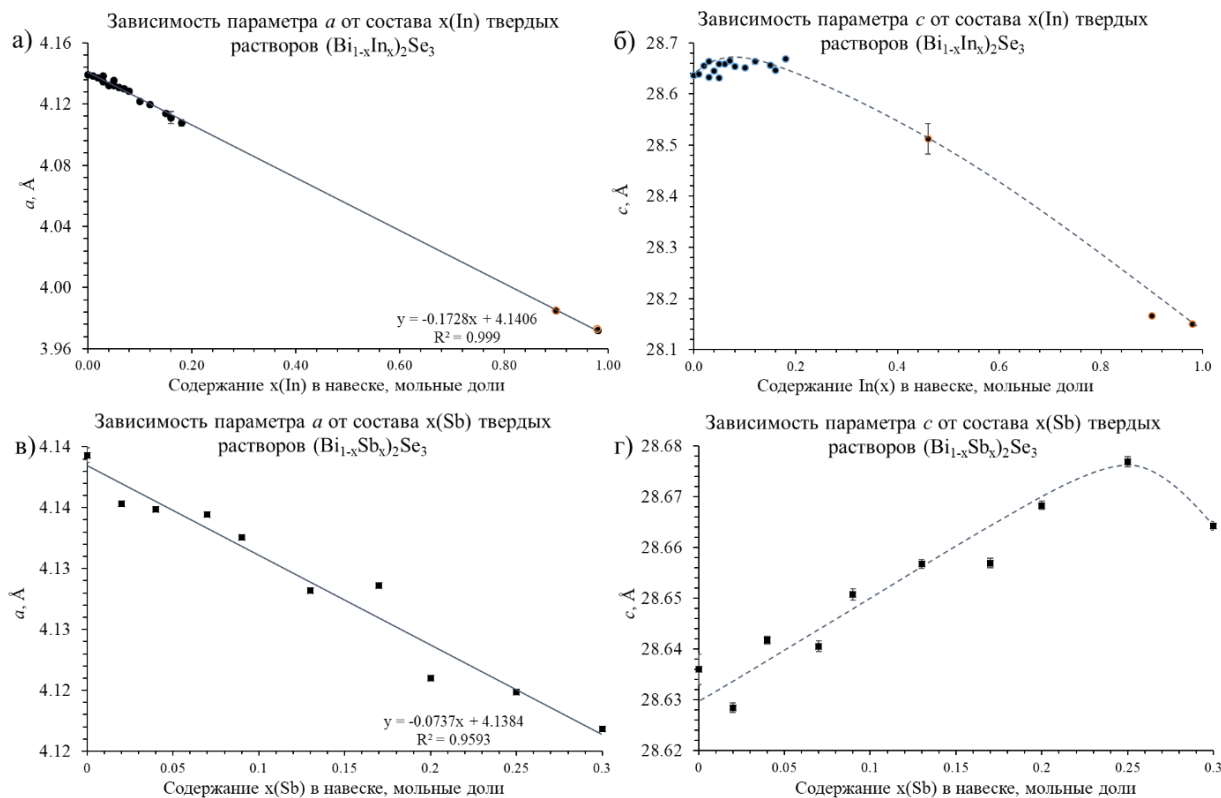 а)
Зависимость параметра a от состава x(In) твердых
растворов (Bi1-xInx)2Se3
4.16
4.12
4.08
4.04
4.00
3.96
a, Å
y = -0.1728x + 4.1406
R² = 0.999
0.00
0.20
0.40
0.60
0.80
1.00
Содержание x(In) в навеске, мольные доли
б)
Зависимость параметра c от состава x(In) твердых
растворов (Bi1-xInx)2Se3
28.7
28.6
28.5
28.4
28.3
28.2
28.1
c, Å
0.0
0.2
0.4
0.6
0.8
1.0
Содержание In(x) в навеске, мольные доли
в)
Зависимость параметра a от состава x(Sb) твердых
растворов (Bi1-xSbx)2Se3
4.14
4.14
4.13
4.13
4.12
4.12
a, Å
y = -0.0737x + 4.1384
R² = 0.9593
0
0.05
0.1
0.15
0.2
0.25
0.3
Содержание x(Sb) в навеске, мольные доли
г)
Зависимость параметра c от состава x(Sb) твердых
растворов (Bi1-xSbx)2Se3
28.68
28.67
28.66
28.65
28.64
28.63
28.62
c, Å
0
0.05
0.1
0.15
0.2
0.25
0.3
Содержание x(Sb) в навеске, мольные доли